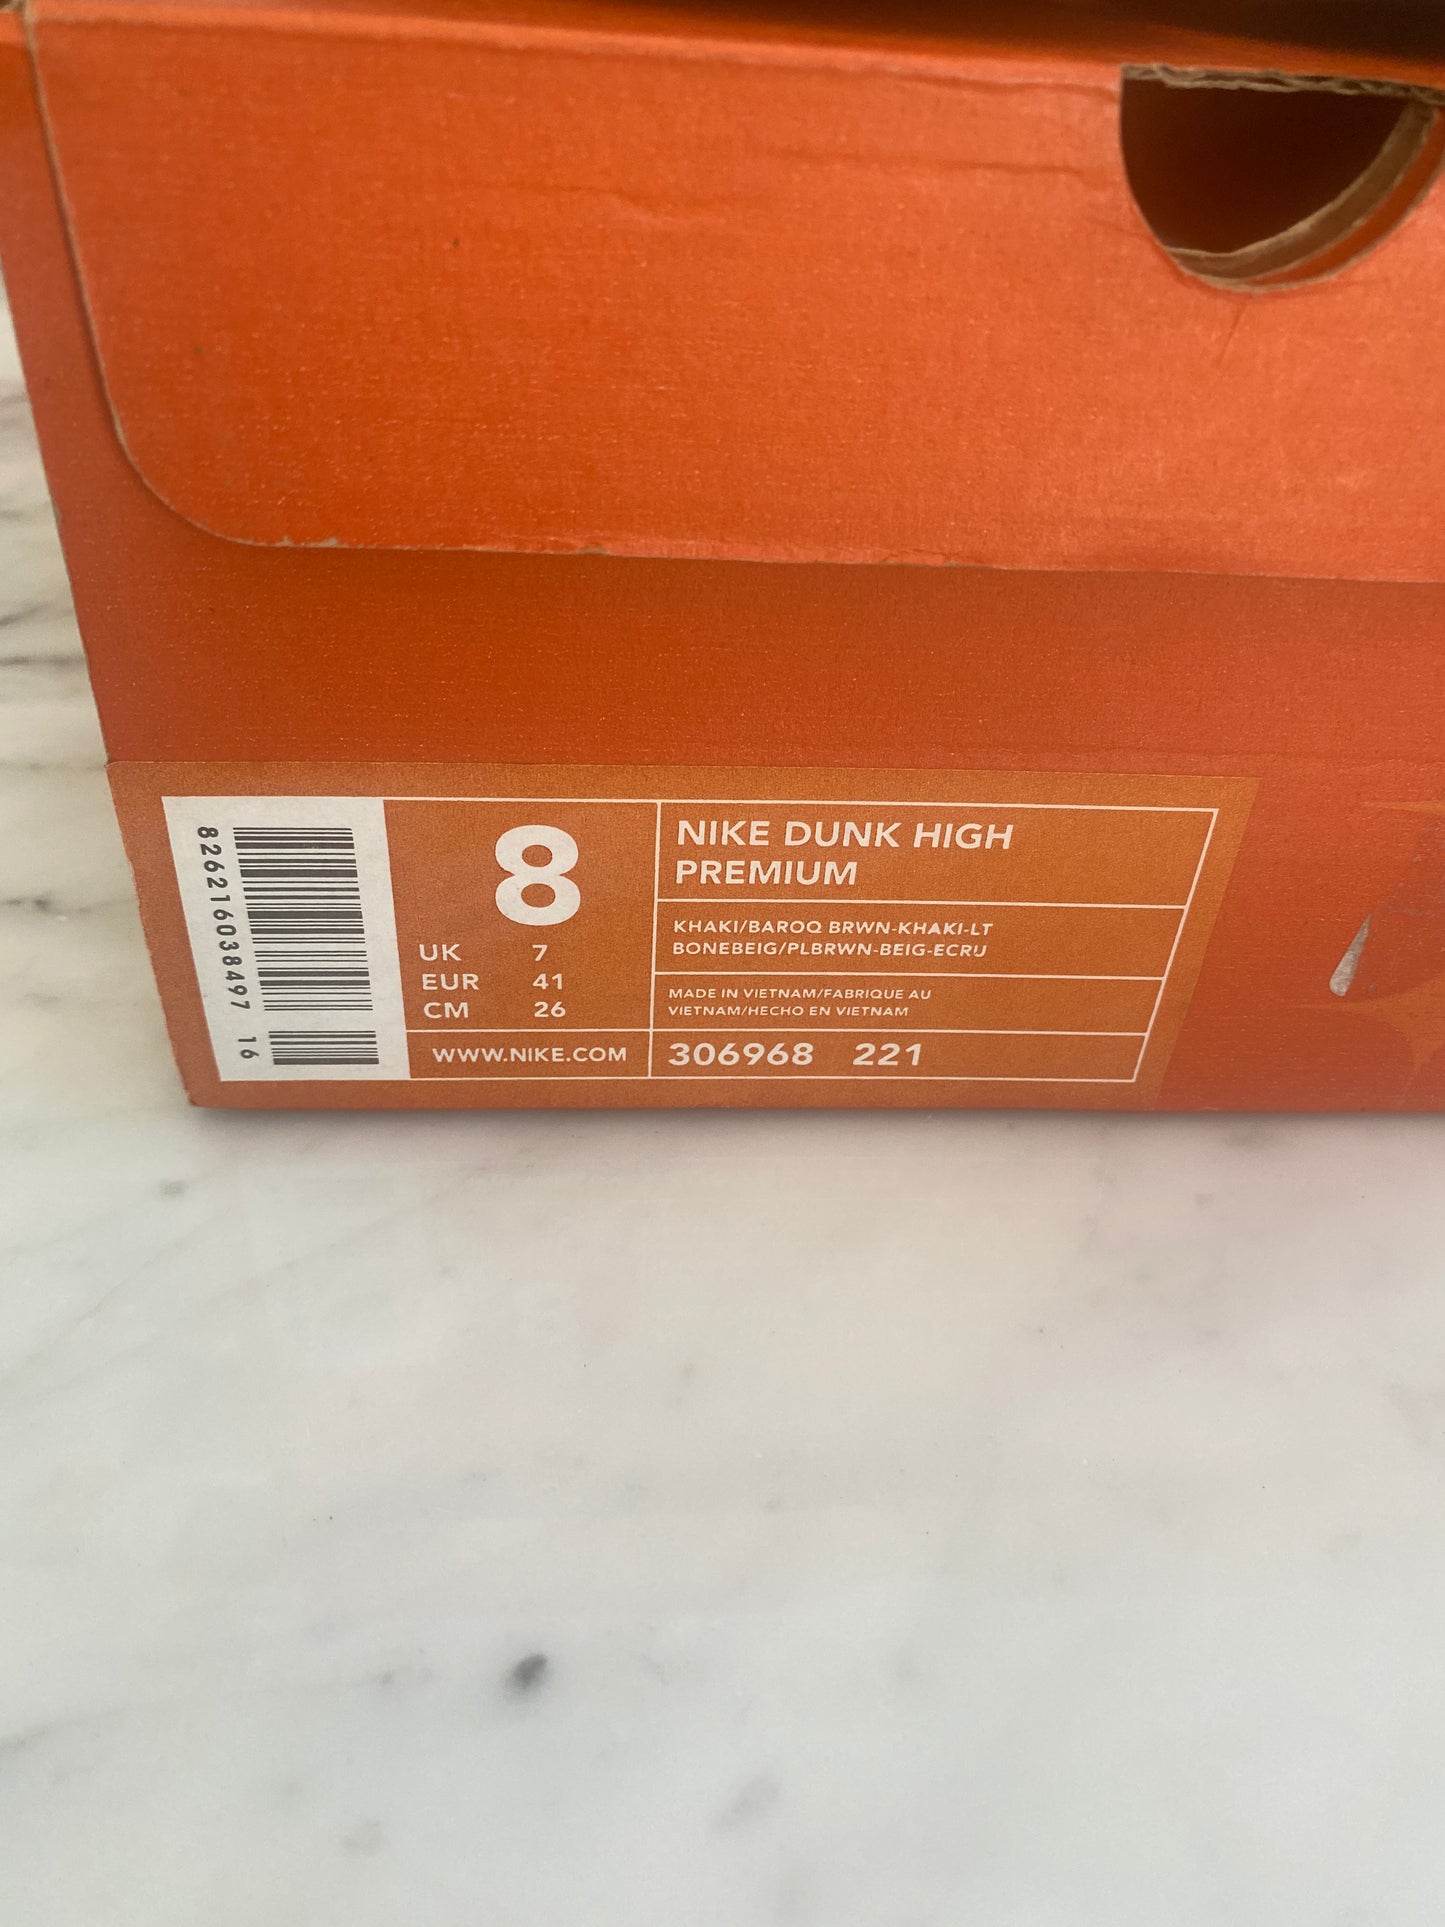 826216038497 16
8
UK 7
EUR 41
CM 26
WWW.NIKE.COM
NIKE DUNK HIGH
PREMIUM
KHAKI/BAROQ BRWN-KHAKI-LT
BONEBEIG/PLBRWN-BEIG-ECRU
MADE IN VIETNAM/FABRIQUE AU
VIETNAM/HECHO EN VIETNAM
306968 221